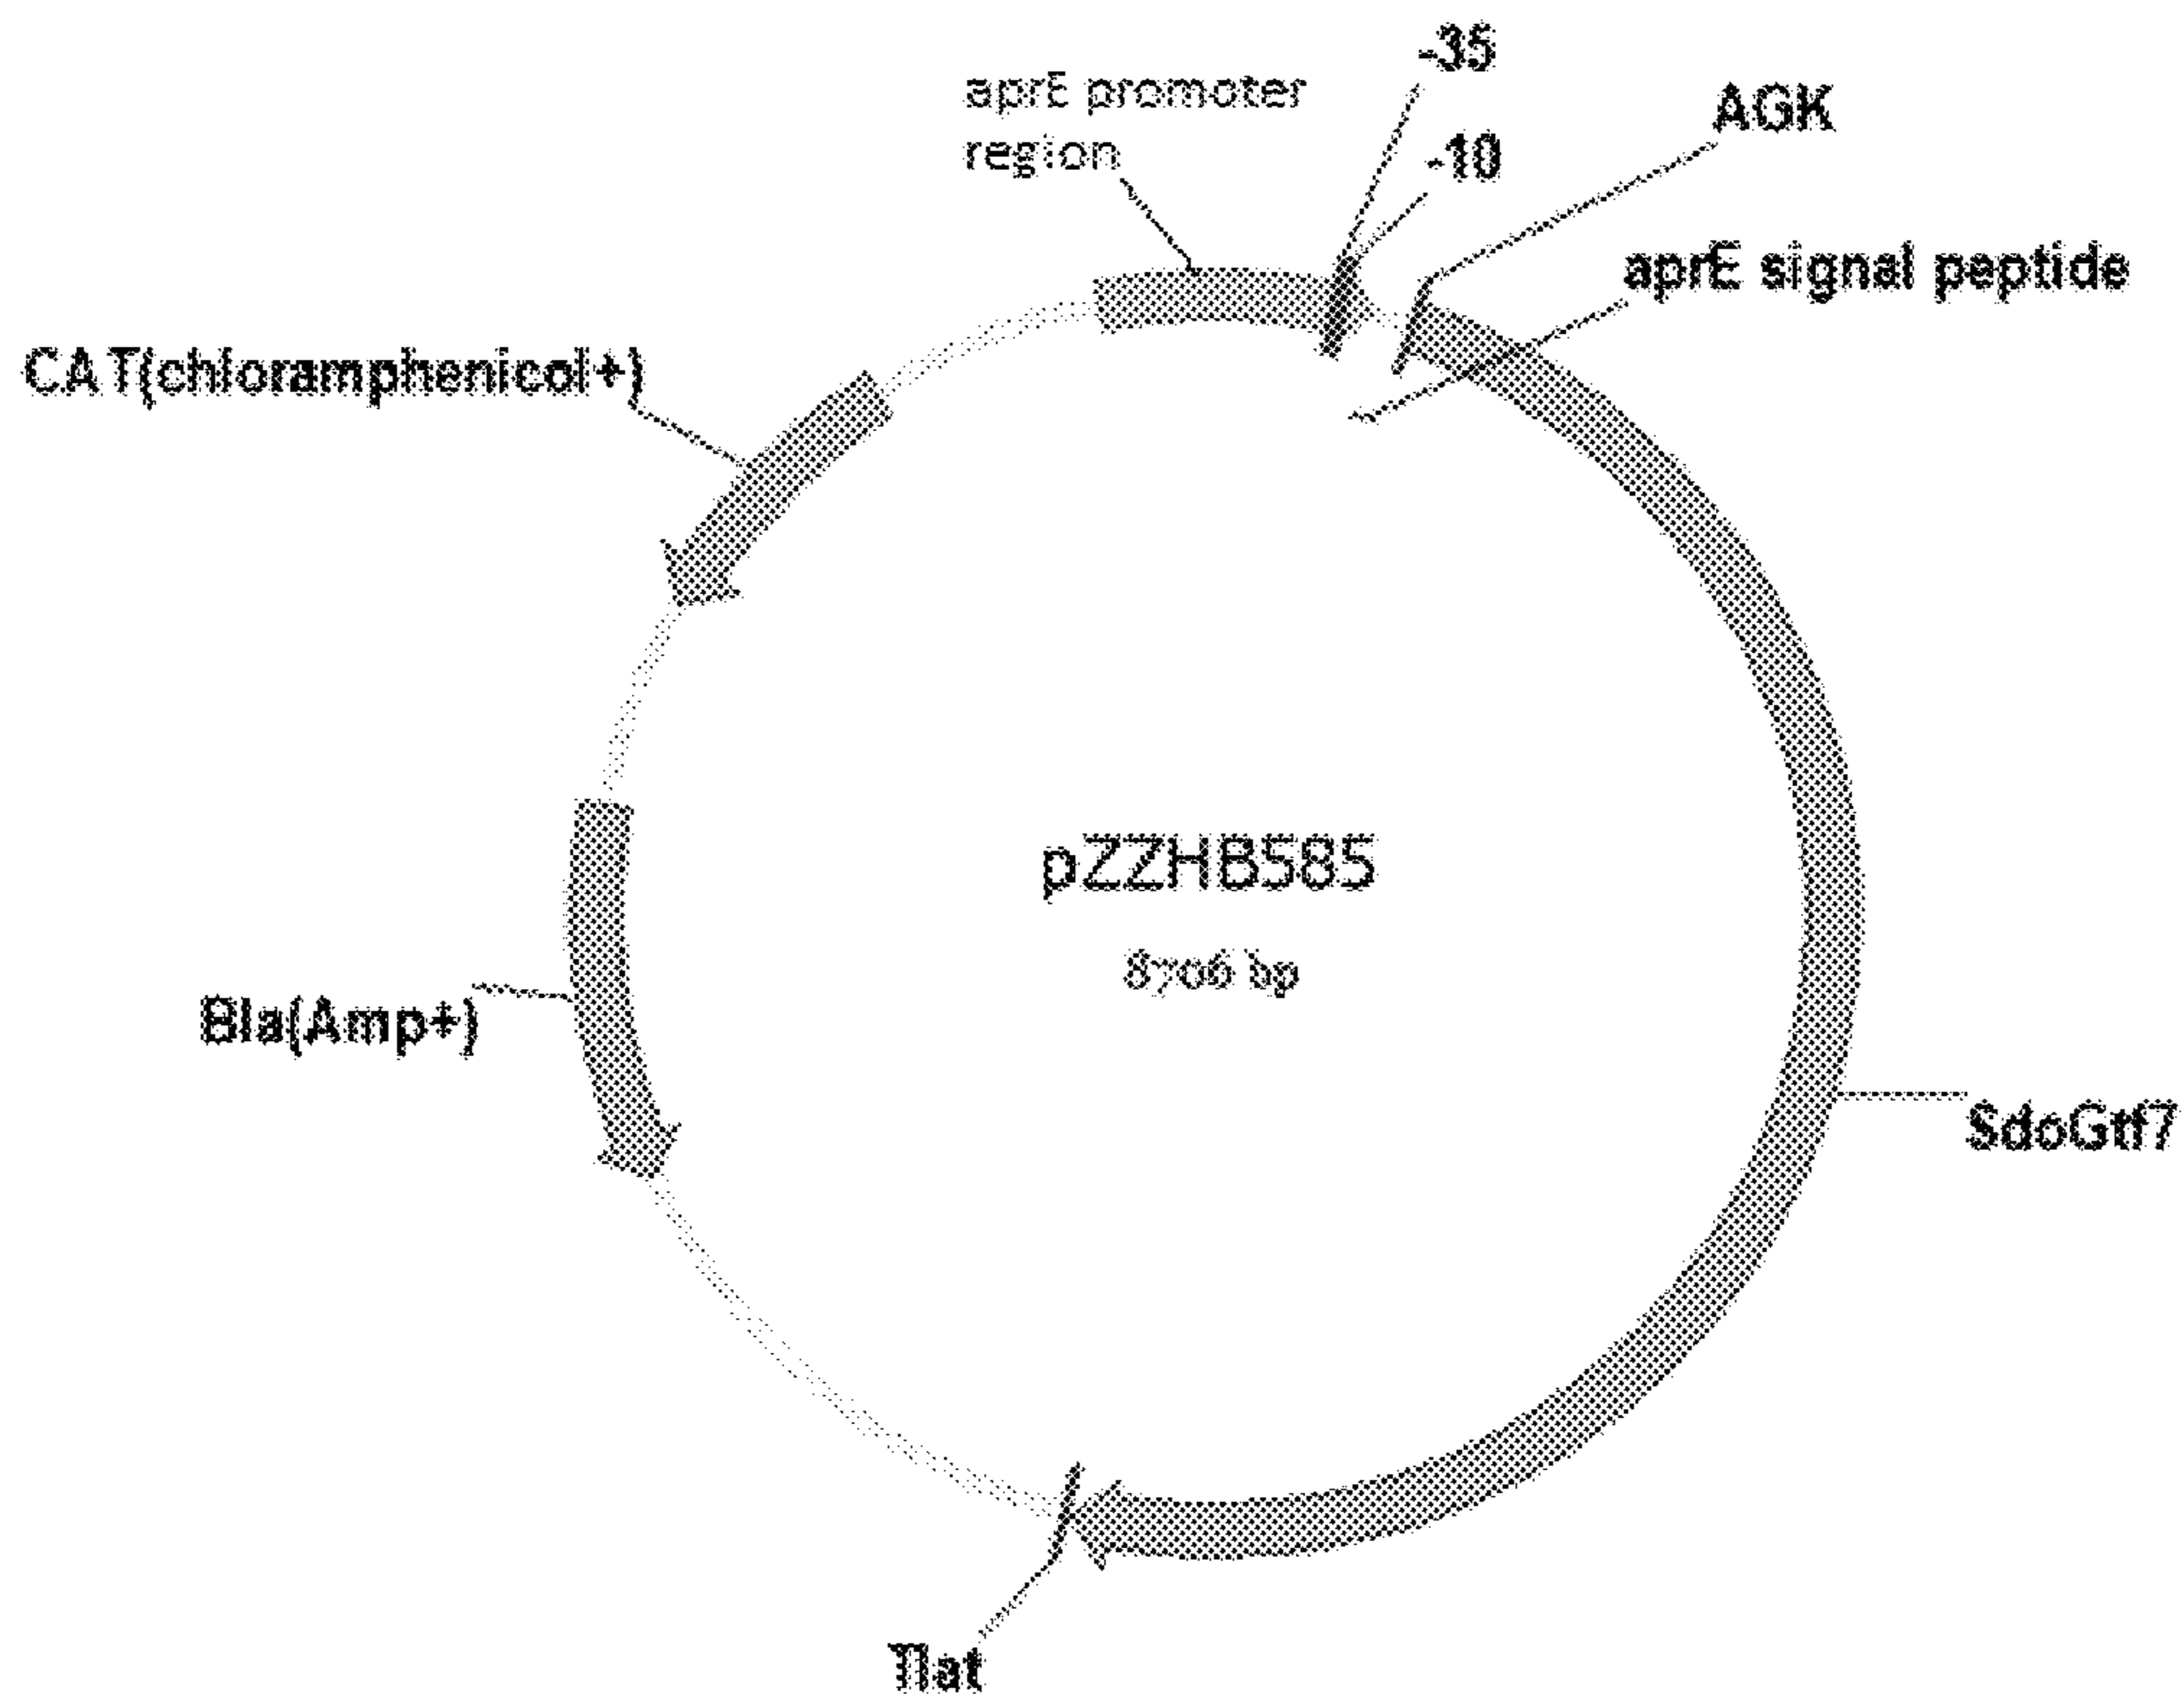 -35
aprE promoter
region
-10
AGK
aprE signal peptide
CAT(chloramphenicol+)
pZZHB585
8706 bp
Bla(Amp+)
SdoGtf7
Tlat